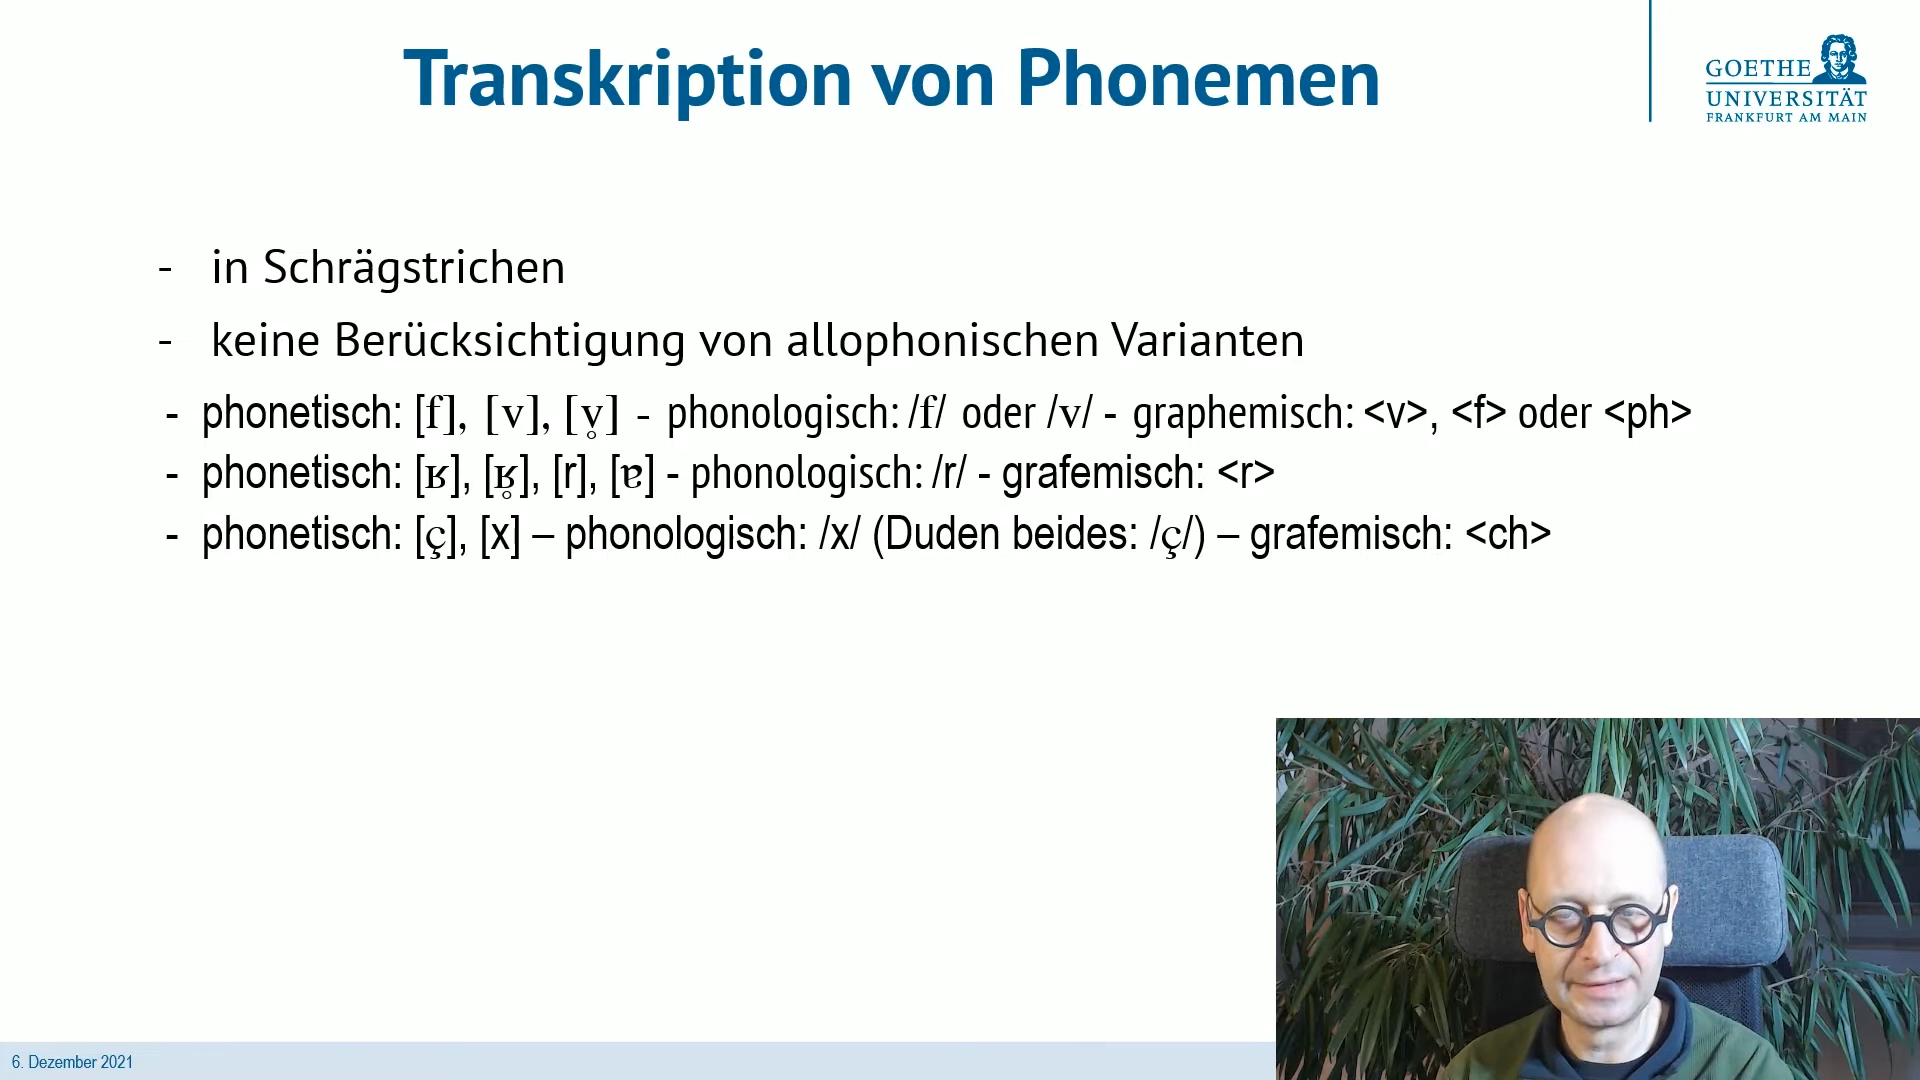 Transkription von Phonemen
GOETHE
UNIVERSITÄT
FRANKFURT AM MAIN
- in Schrägstrichen
- keine Berücksichtigung von allophonischen Varianten
- phonetisch: [f], [v], [v̥] - phonologisch: /f/ oder /v/ - graphemisch: <v>, <f> oder <ph>
- phonetisch: [ʁ], [ʁ̥], [r], [ɐ] - phonologisch: /r/ - grafemisch: <r>
- phonetisch: [ç], [x] – phonologisch: /x/ (Duden beides: /ç/) – grafemisch: <ch>
6. Dezember 2021